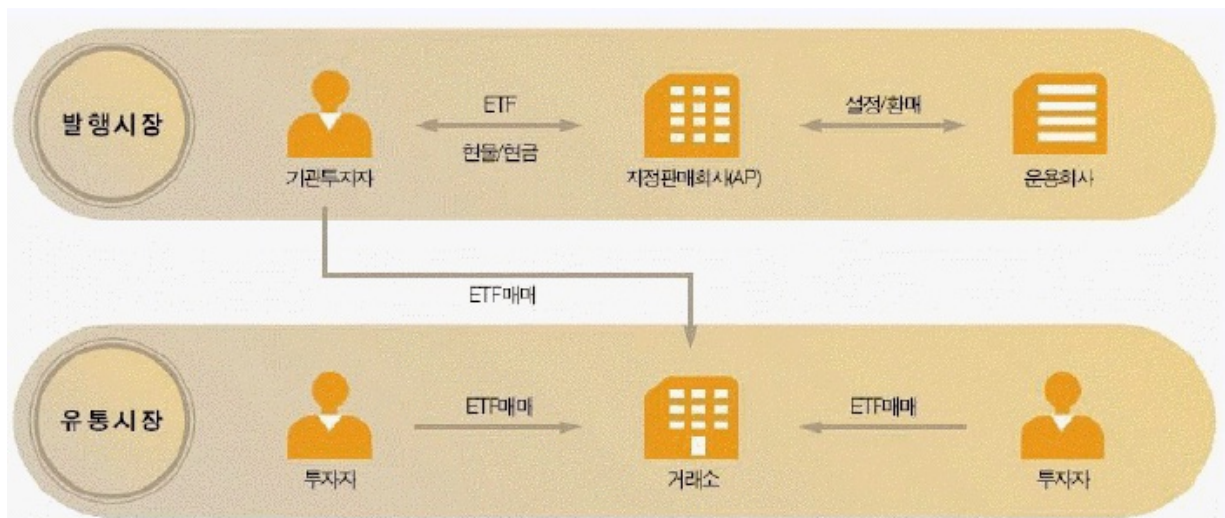 발행시장
ETF
현물/현금
설정/환매
기관투자자
지정판매회사(AP)
운용회사
ETF매매
유통시장
ETF매매
ETF매매
투자자
거래소
투자자